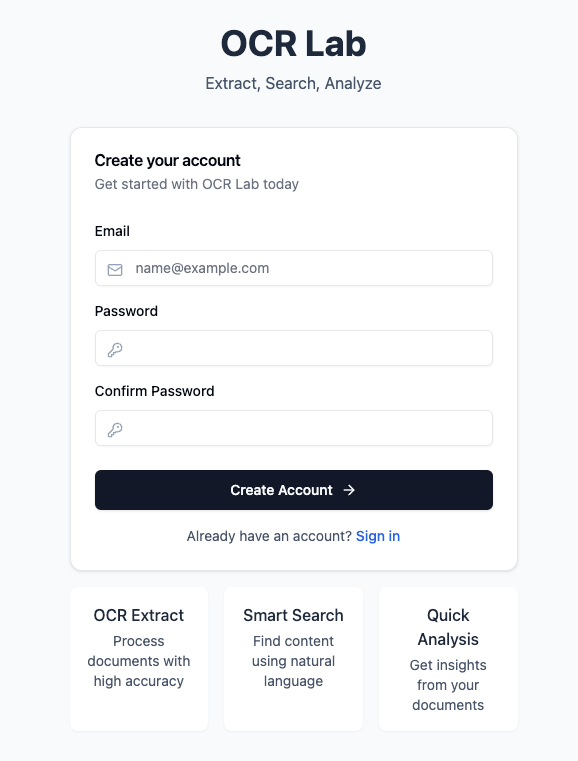 OCR Lab
Extract, Search, Analyze
Create your account
Get started with OCR Lab today
Email
name@example.com
Password
Confirm Password
Create Account
Already have an account? Sign in
OCR Extract
Process
documents with
high accuracy
Smart Search
Find content
using natural
language
Quick
Analysis
Get insights
from your
documents